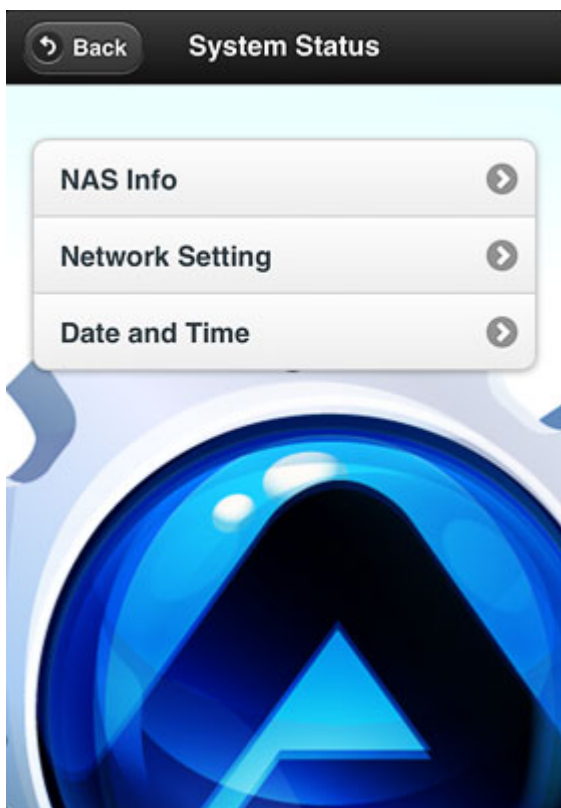 Back
System Status
NAS Info
Network Setting
Date and Time